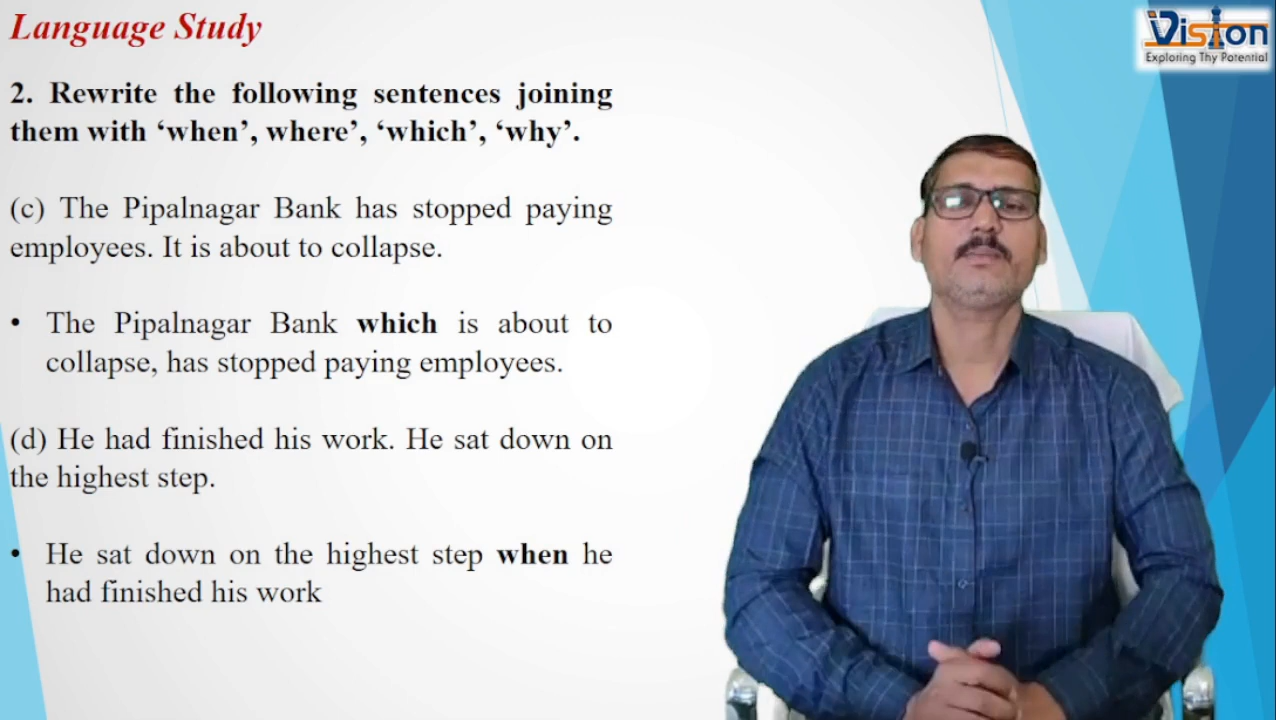 Language Study
Vision
Exploring Thy Potential
2. Rewrite the following sentences joining
them with ‘when’, where’, ‘which’, ‘why’.
(c) The Pipalnagar Bank has stopped paying
employees. It is about to collapse.
• The Pipalnagar Bank which is about to
collapse, has stopped paying employees.
(d) He had finished his work. He sat down on
the highest step.
• He sat down on the highest step when he
had finished his work